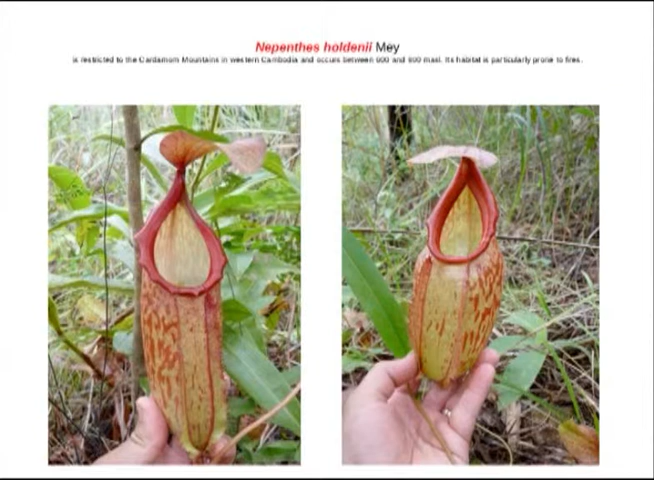 Nepenthes holdenii Mey
is restricted to the Cardamom Mountains in western Cambodia and occurs between 600 and 800 masl. Its habitat is particularly prone to fires.